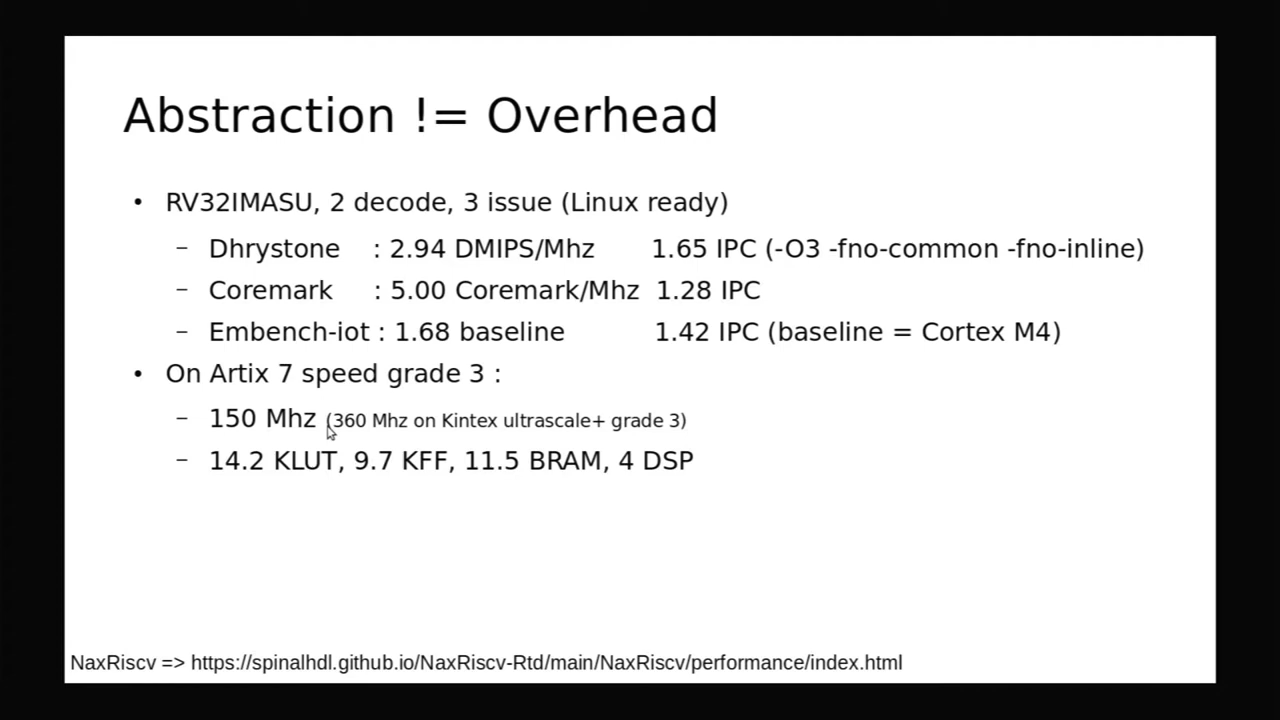 Abstraction != Overhead
• RV32IMASU, 2 decode, 3 issue (Linux ready)
– Dhrystone : 2.94 DMIPS/Mhz 1.65 IPC (-O3 -fno-common -fno-inline)
– Coremark : 5.00 Coremark/Mhz 1.28 IPC
– Embench-iot : 1.68 baseline 1.42 IPC (baseline = Cortex M4)
• On Artix 7 speed grade 3 :
– 150 Mhz (360 Mhz on Kintex ultrascale+ grade 3)
– 14.2 KLUT, 9.7 KFF, 11.5 BRAM, 4 DSP
NaxRiscv => https://spinalhdl.github.io/NaxRiscv-Rtd/main/NaxRiscv/performance/index.html